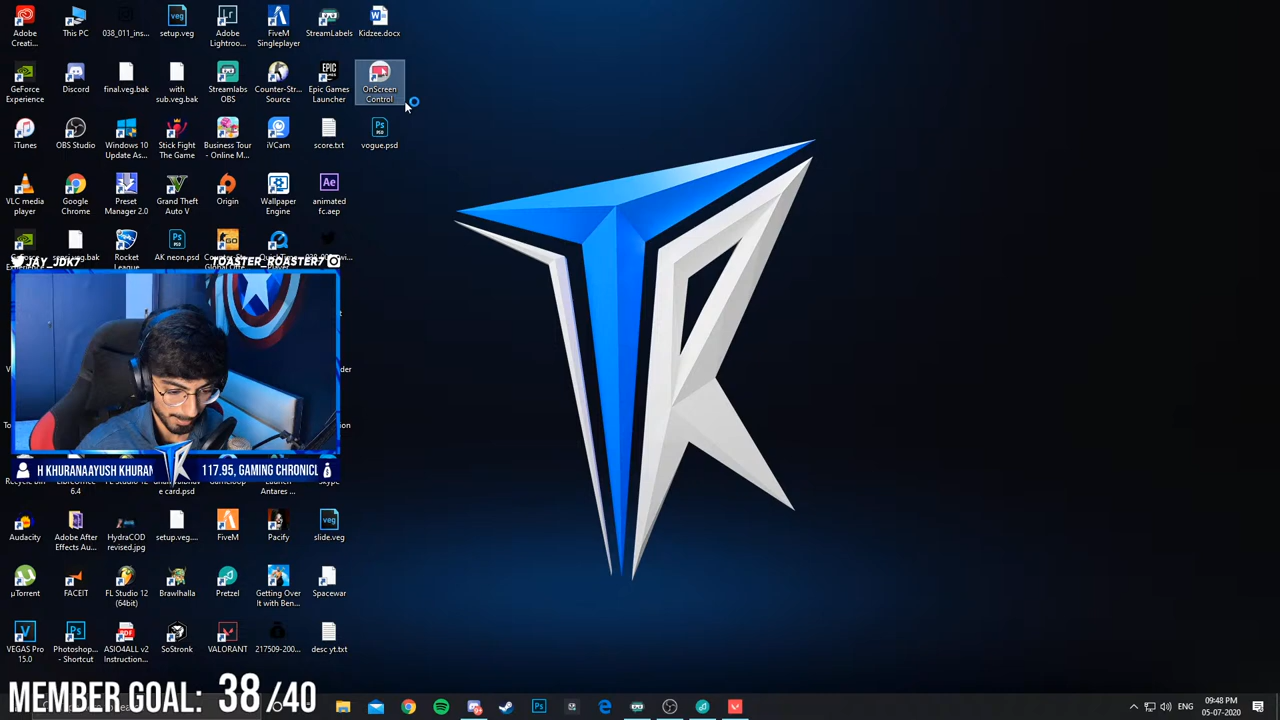 Adobe Creati...
This PC
038_011_ins...
setup.veg
Adobe Lightroo...
FiveM Singleplayer
StreamLabels
Kidzee.docx
GeForce Experience
Discord
final.veg.bak
with sub.veg.bak
Streamlabs OBS
Counter-Str... Source
Epic Games Launcher
OnScreen Control
iTunes
OBS Studio
Windows 10 Update As...
Stick Fight The Game
Business Tour - Online M...
iVCam
score.txt
vogue.psd
VLC media player
Google Chrome
Preset Manager 2.0
Grand Theft Auto V
Origin
Wallpaper Engine
animated fc.aep
Rocket League
AK neon.psd
JAY_JDK7
TOASTER_ROASTER7
H KHURANAAYUSH KHURAN
117.95, GAMING CHRONICL
6.4
card.psd
Launch Antares ...
Audacity
Adobe After Effects Au...
HydraCOD revised.jpg
setup.veg....
FiveM
Pacify
slide.veg
µTorrent
FACEIT
FL Studio 12 (64bit)
Brawlhalla
Pretzel
Getting Over It with Ben...
Spacewar
VEGAS Pro 15.0
Photoshop... - Shortcut
ASIO4ALL v2 Instruction...
SoStronk
VALORANT
217509-200...
desc yt.txt
MEMBER GOAL: 38/40
ENG
09:48 PM
05-07-2020